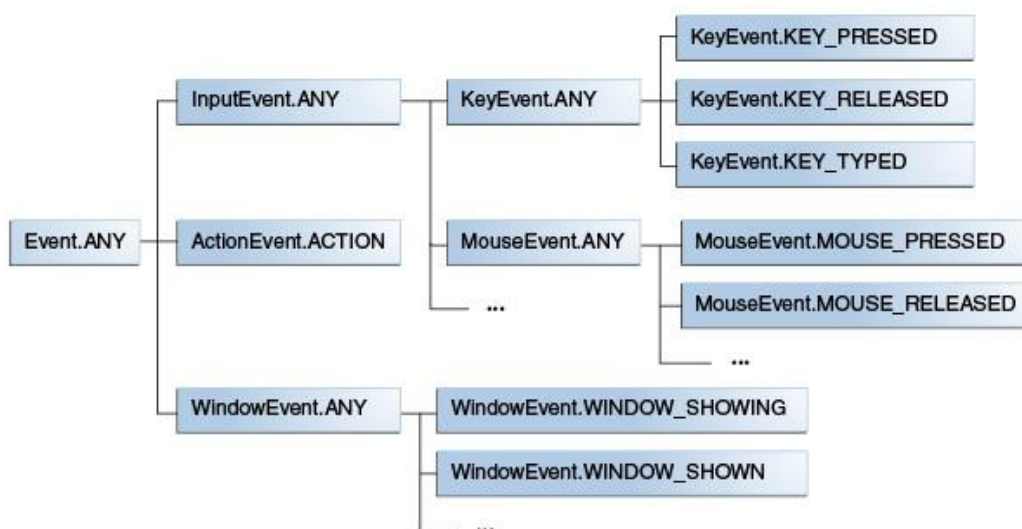 KeyEvent.KEY_PRESSED
InputEvent.ANY
KeyEvent.ANY
KeyEvent.KEY_RELEASED
KeyEvent.KEY_TYPED
Event.ANY
ActionEvent.ACTION
MouseEvent.ANY
MouseEvent.MOUSE_PRESSED
...
MouseEvent.MOUSE_RELEASED
...
WindowEvent.ANY
WindowEvent.WINDOW_SHOWING
WindowEvent.WINDOW_SHOWN
...